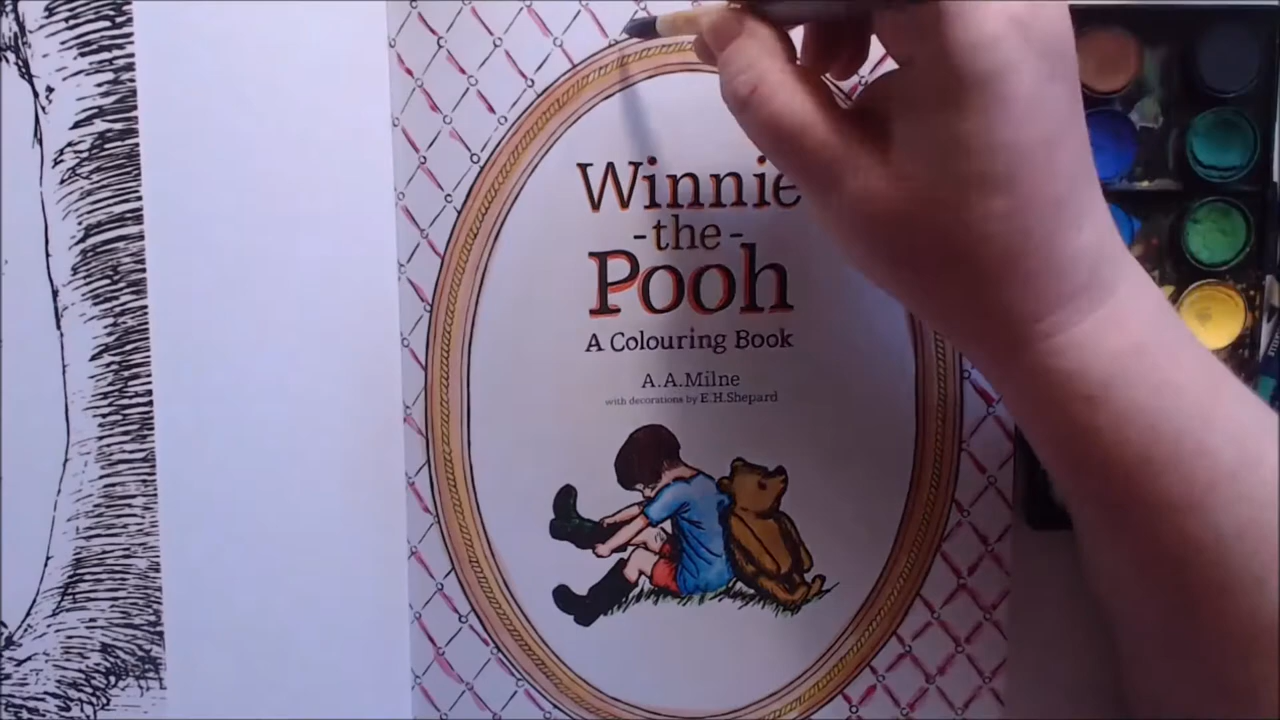 Winnie
-the-
Pooh
A Colouring Book
A.A.Milne
with decorations by E.H.Shepard